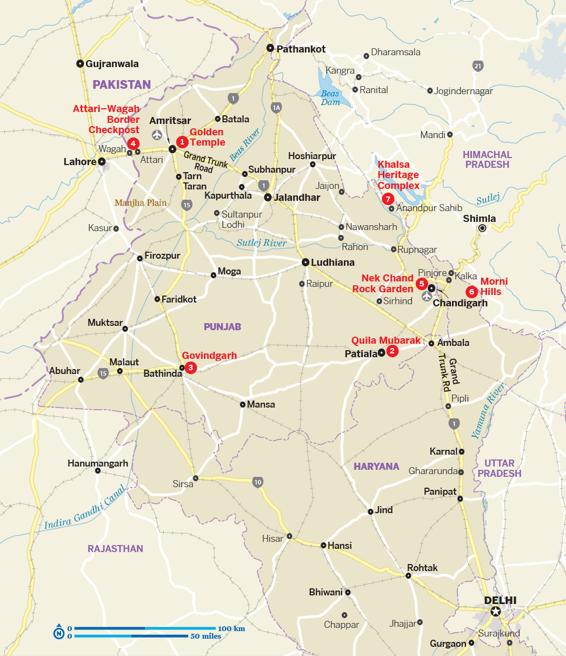 Pathankot
Dharamsala
Gujranwala
Kangra
21
PAKISTAN
Ranital
Jogindernagar
Beas
Dam
1
1A
Attari–Wagah
Border
Checkpost
4
Amritsar
Batala
1
Golden
Temple
Mandi
Beas River
Wagah
Attari
Lahore
Grand Trunk
Road
Hoshiarpur
HIMACHAL
PRADESH
Khalsa
Heritage
Complex
7
Subhanpur
Tarn
Taran
Kapurthala
1
Jaijon
Jalandhar
Sutlej
Manjha Plain
15
Anandpur Sahib
Sultanpur
Lodhi
Shimla
Kasur
Nawansharh
Sutlej River
Rahon
Rupnagar
Firozpur
Ludhiana
Moga
Pinjore
Kalka
Nek Chand
Rock Garden
5
Raipur
6
Morni
Hills
Faridkot
Sirhind
Chandigarh
Muktsar
PUNJAB
Quila Mubarak
Patiala
2
Ambala
Govindgarh
Malaut
3
Abuhar
15
Bathinda
Grand
Trunk Rd
Mansa
Pipli
Yamuna River
1
Karnal
Hanumangarh
HARYANA
Ghararunda
UTTAR
PRADESH
Sirsa
10
Panipat
Indira Gandhi Canal
Jind
Hisar
Hansi
RAJASTHAN
Rohtak
Bhiwani
DELHI
Chappar
Jhajjar
N
0
100 km
0
50 miles
Surajkund
Gurgaon